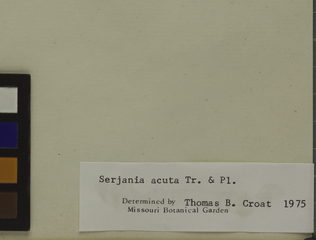 Serjania acuta Tr. & Pl.
Determined by Thomas B. Croat 1975
Missouri Botanical Garden